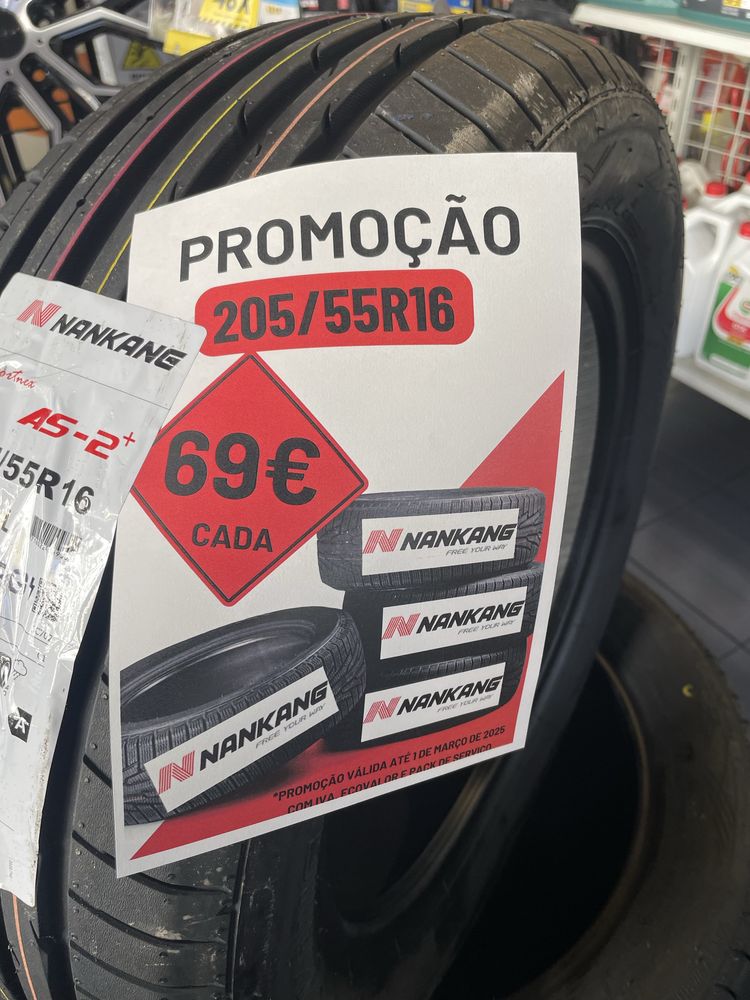 PROMOÇÃO
205/55R16
69€
CADA
NANKANG
FREE YOUR WAY
NANKANG
FREE YOUR WAY
NANKANG
FREE YOUR WAY
NANKANG
FREE YOUR WAY
*PROMOÇÃO VÁLIDA ATÉ 1 DE MARÇO DE 2025
COM IVA, ECOVALOR E PACK DE SERVIÇO
NANKANG
AS-2+
/55R16